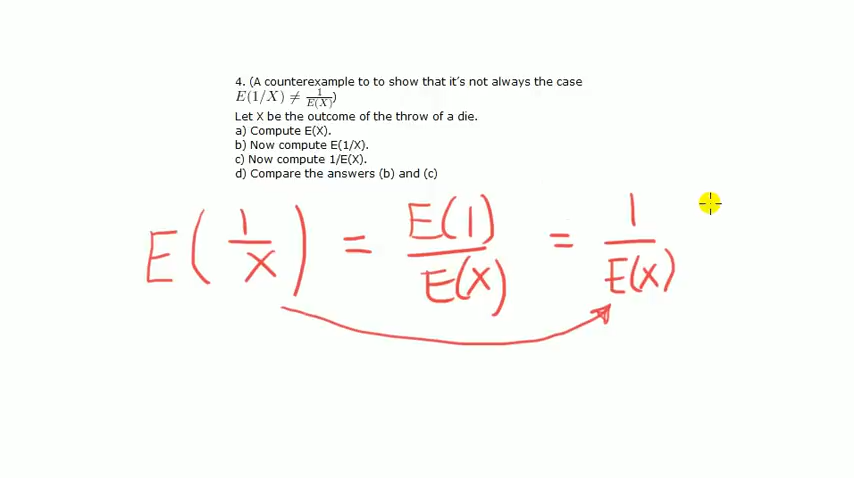 4. (A counterexample to to show that it's not always the case
E(1/X) ≠ 1/E(X))
Let X be the outcome of the throw of a die.
a) Compute E(X).
b) Now compute E(1/X).
c) Now compute 1/E(X).
d) Compare the answers (b) and (c)
E(1/X) = E(1)/E(X) = 1/E(X)